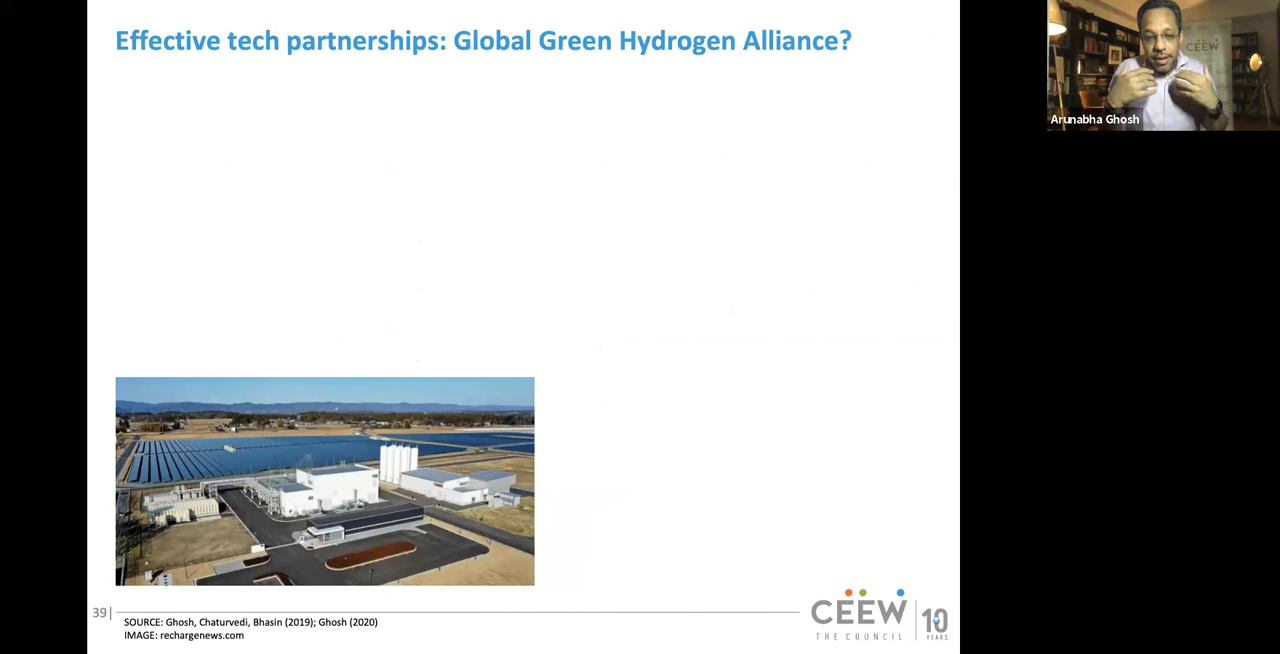 Effective tech partnerships: Global Green Hydrogen Alliance?
CEEW
Arunabha Ghosh
39|
SOURCE: Ghosh, Chaturvedi, Bhasin (2019); Ghosh (2020)
IMAGE: rechargenews.com
CEEW
THE COUNCIL
10
YEARS